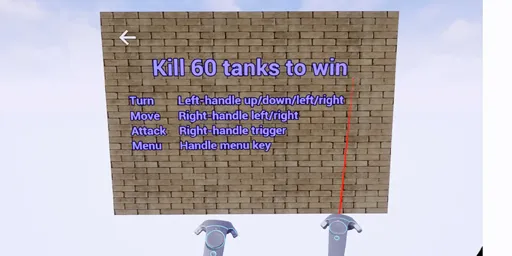 Kill 60 tanks to win
Turn Left-handle up/down/left/right
Move Right-handle left/right
Attack Right-handle trigger
Menu Handle menu key